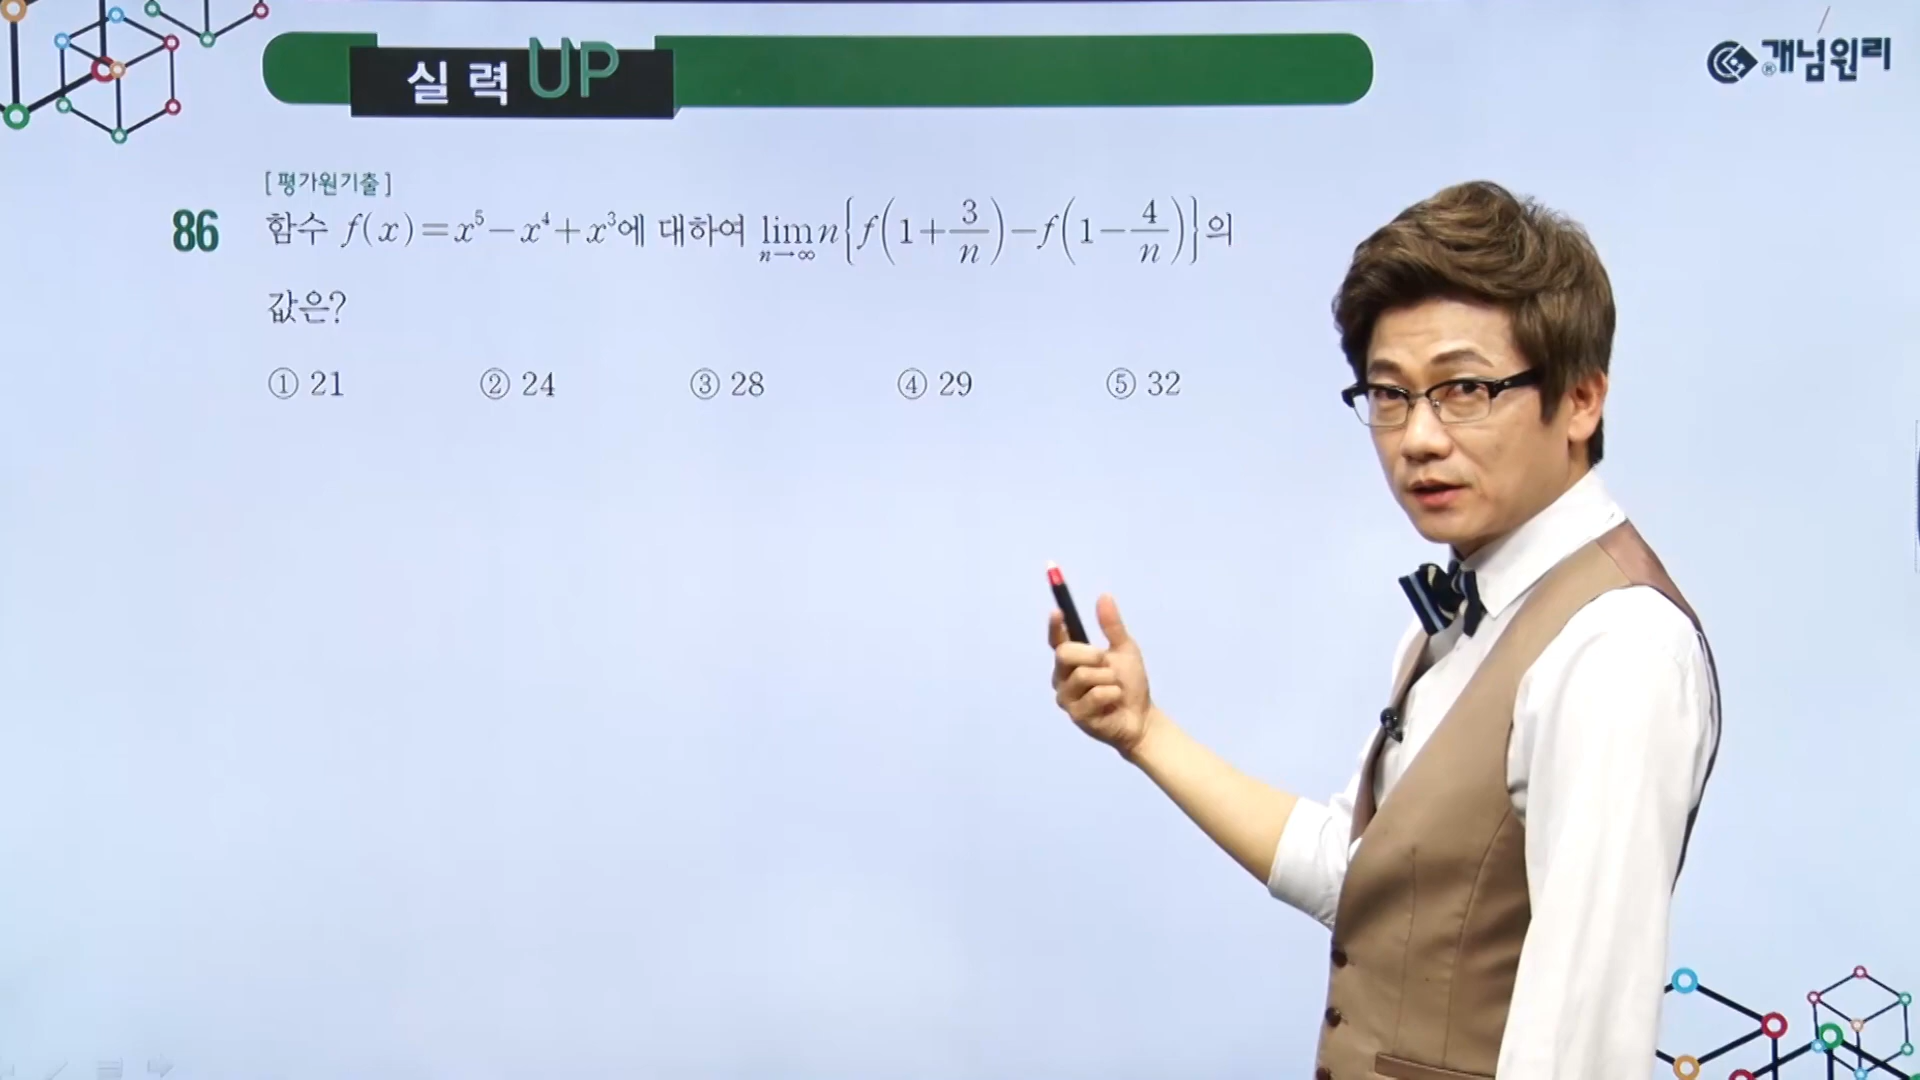 실력 UP
개념원리
[평가원기출]
86 함수 f(x)=x⁵−x⁴+x³에 대하여 lim_{n→∞} n{f(1+3/n)−f(1−4/n)}의
값은?
① 21 ② 24 ③ 28 ④ 29 ⑤ 32